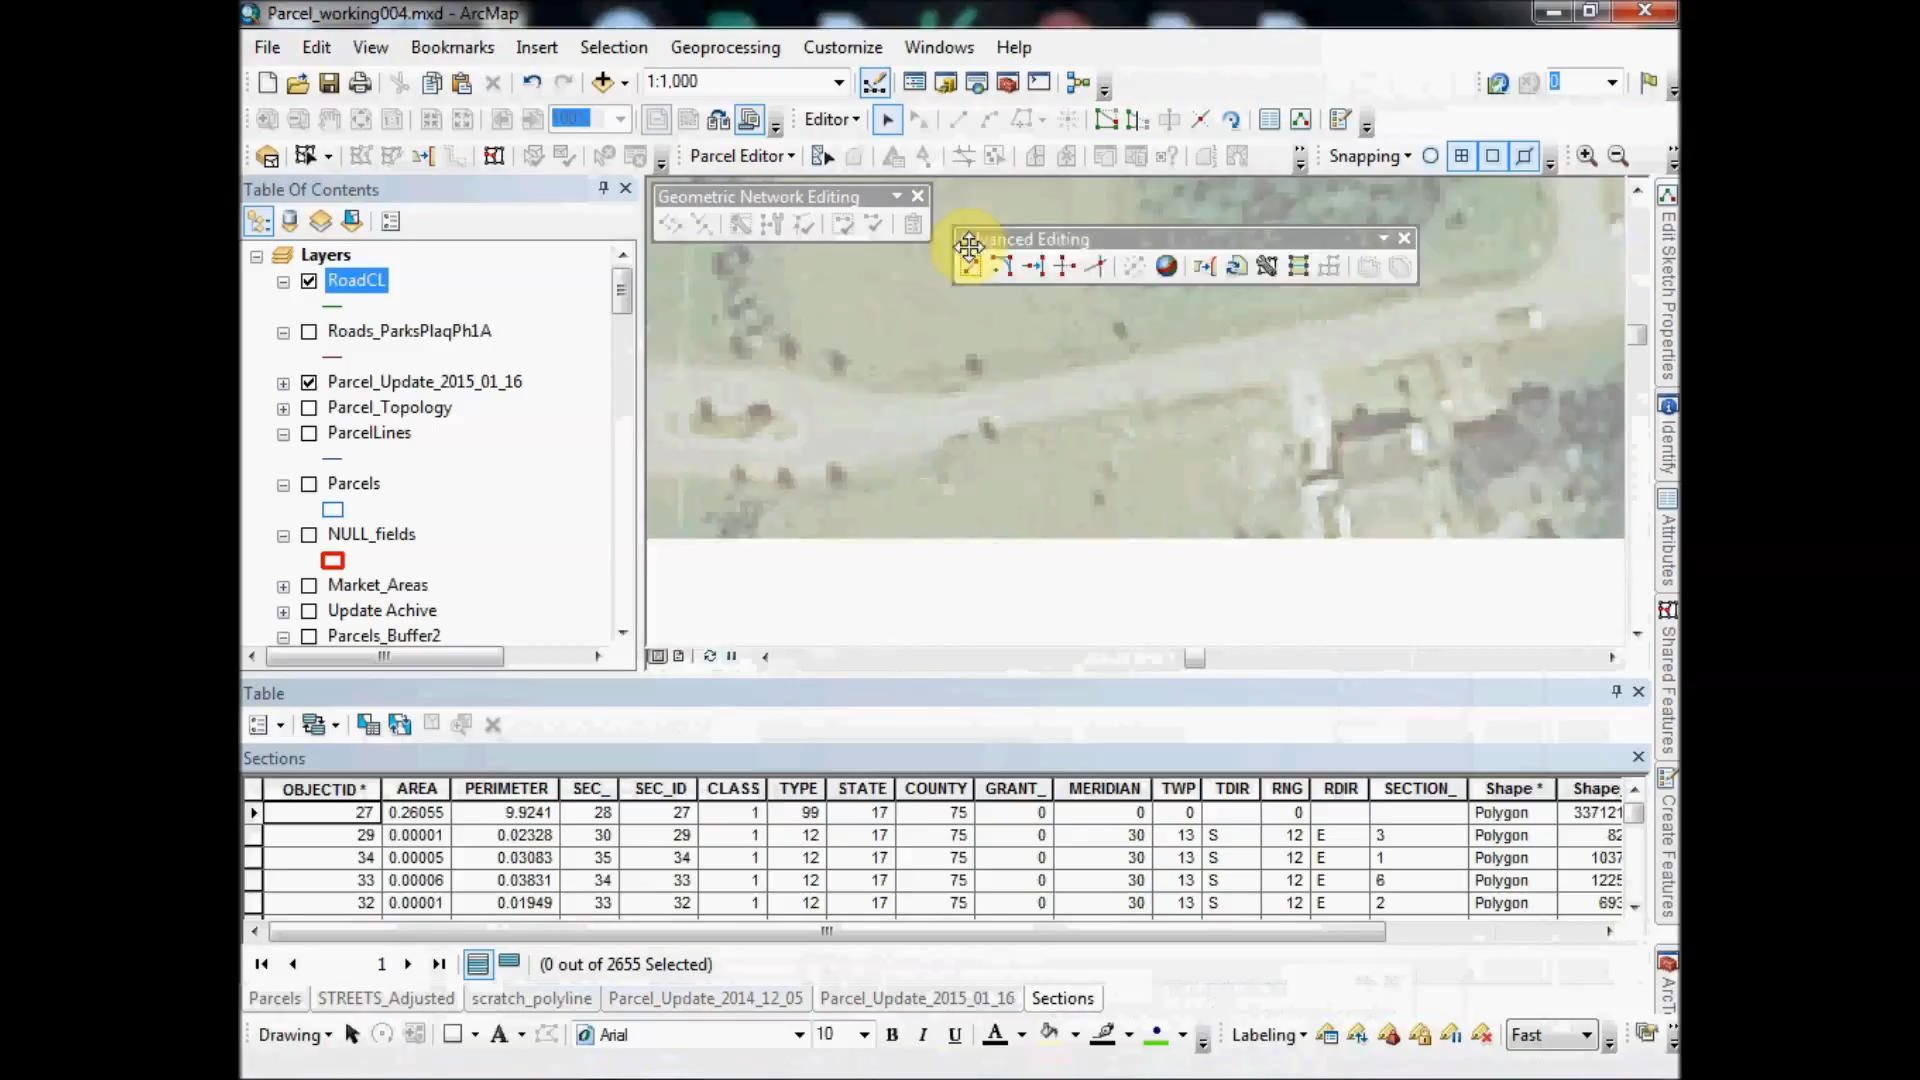 Parcel_working004.mxd - ArcMap
File Edit View Bookmarks Insert Selection Geoprocessing Customize Windows Help
1:1,000 0
100% Editor
Parcel Editor Snapping
Table Of Contents
Geometric Network Editing
Advanced Editing
Layers
RoadCL
Roads_ParksPlaqPh1A
Parcel_Update_2015_01_16
Parcel_Topology
ParcelLines
Parcels
NULL_fields
Market_Areas
Update Achive
Parcels_Buffer2
Edit Sketch Properties
Identify
Attributes
Shared Features
Create Features
ArcT
Table
Sections
OBJECTID * AREA PERIMETER SEC_ SEC_ID CLASS TYPE STATE COUNTY GRANT_ MERIDIAN TWP TDIR RNG RDIR SECTION_ Shape * Shape_
27 0.26055 9.9241 28 27 1 99 17 75 0 0 0 0 Polygon 337121
29 0.00001 0.02328 30 29 1 12 17 75 0 30 13 S 12 E 3 Polygon 82
34 0.00005 0.03083 35 34 1 12 17 75 0 30 13 S 12 E 1 Polygon 1037
33 0.00006 0.03831 34 33 1 12 17 75 0 30 13 S 12 E 6 Polygon 1225
32 0.00001 0.01949 33 32 1 12 17 75 0 30 13 S 12 E 2 Polygon 693
1 (0 out of 2655 Selected)
Parcels STREETS_Adjusted scratch_polyline Parcel_Update_2014_12_05 Parcel_Update_2015_01_16 Sections
Drawing A Arial 10 B I U A Labeling Fast